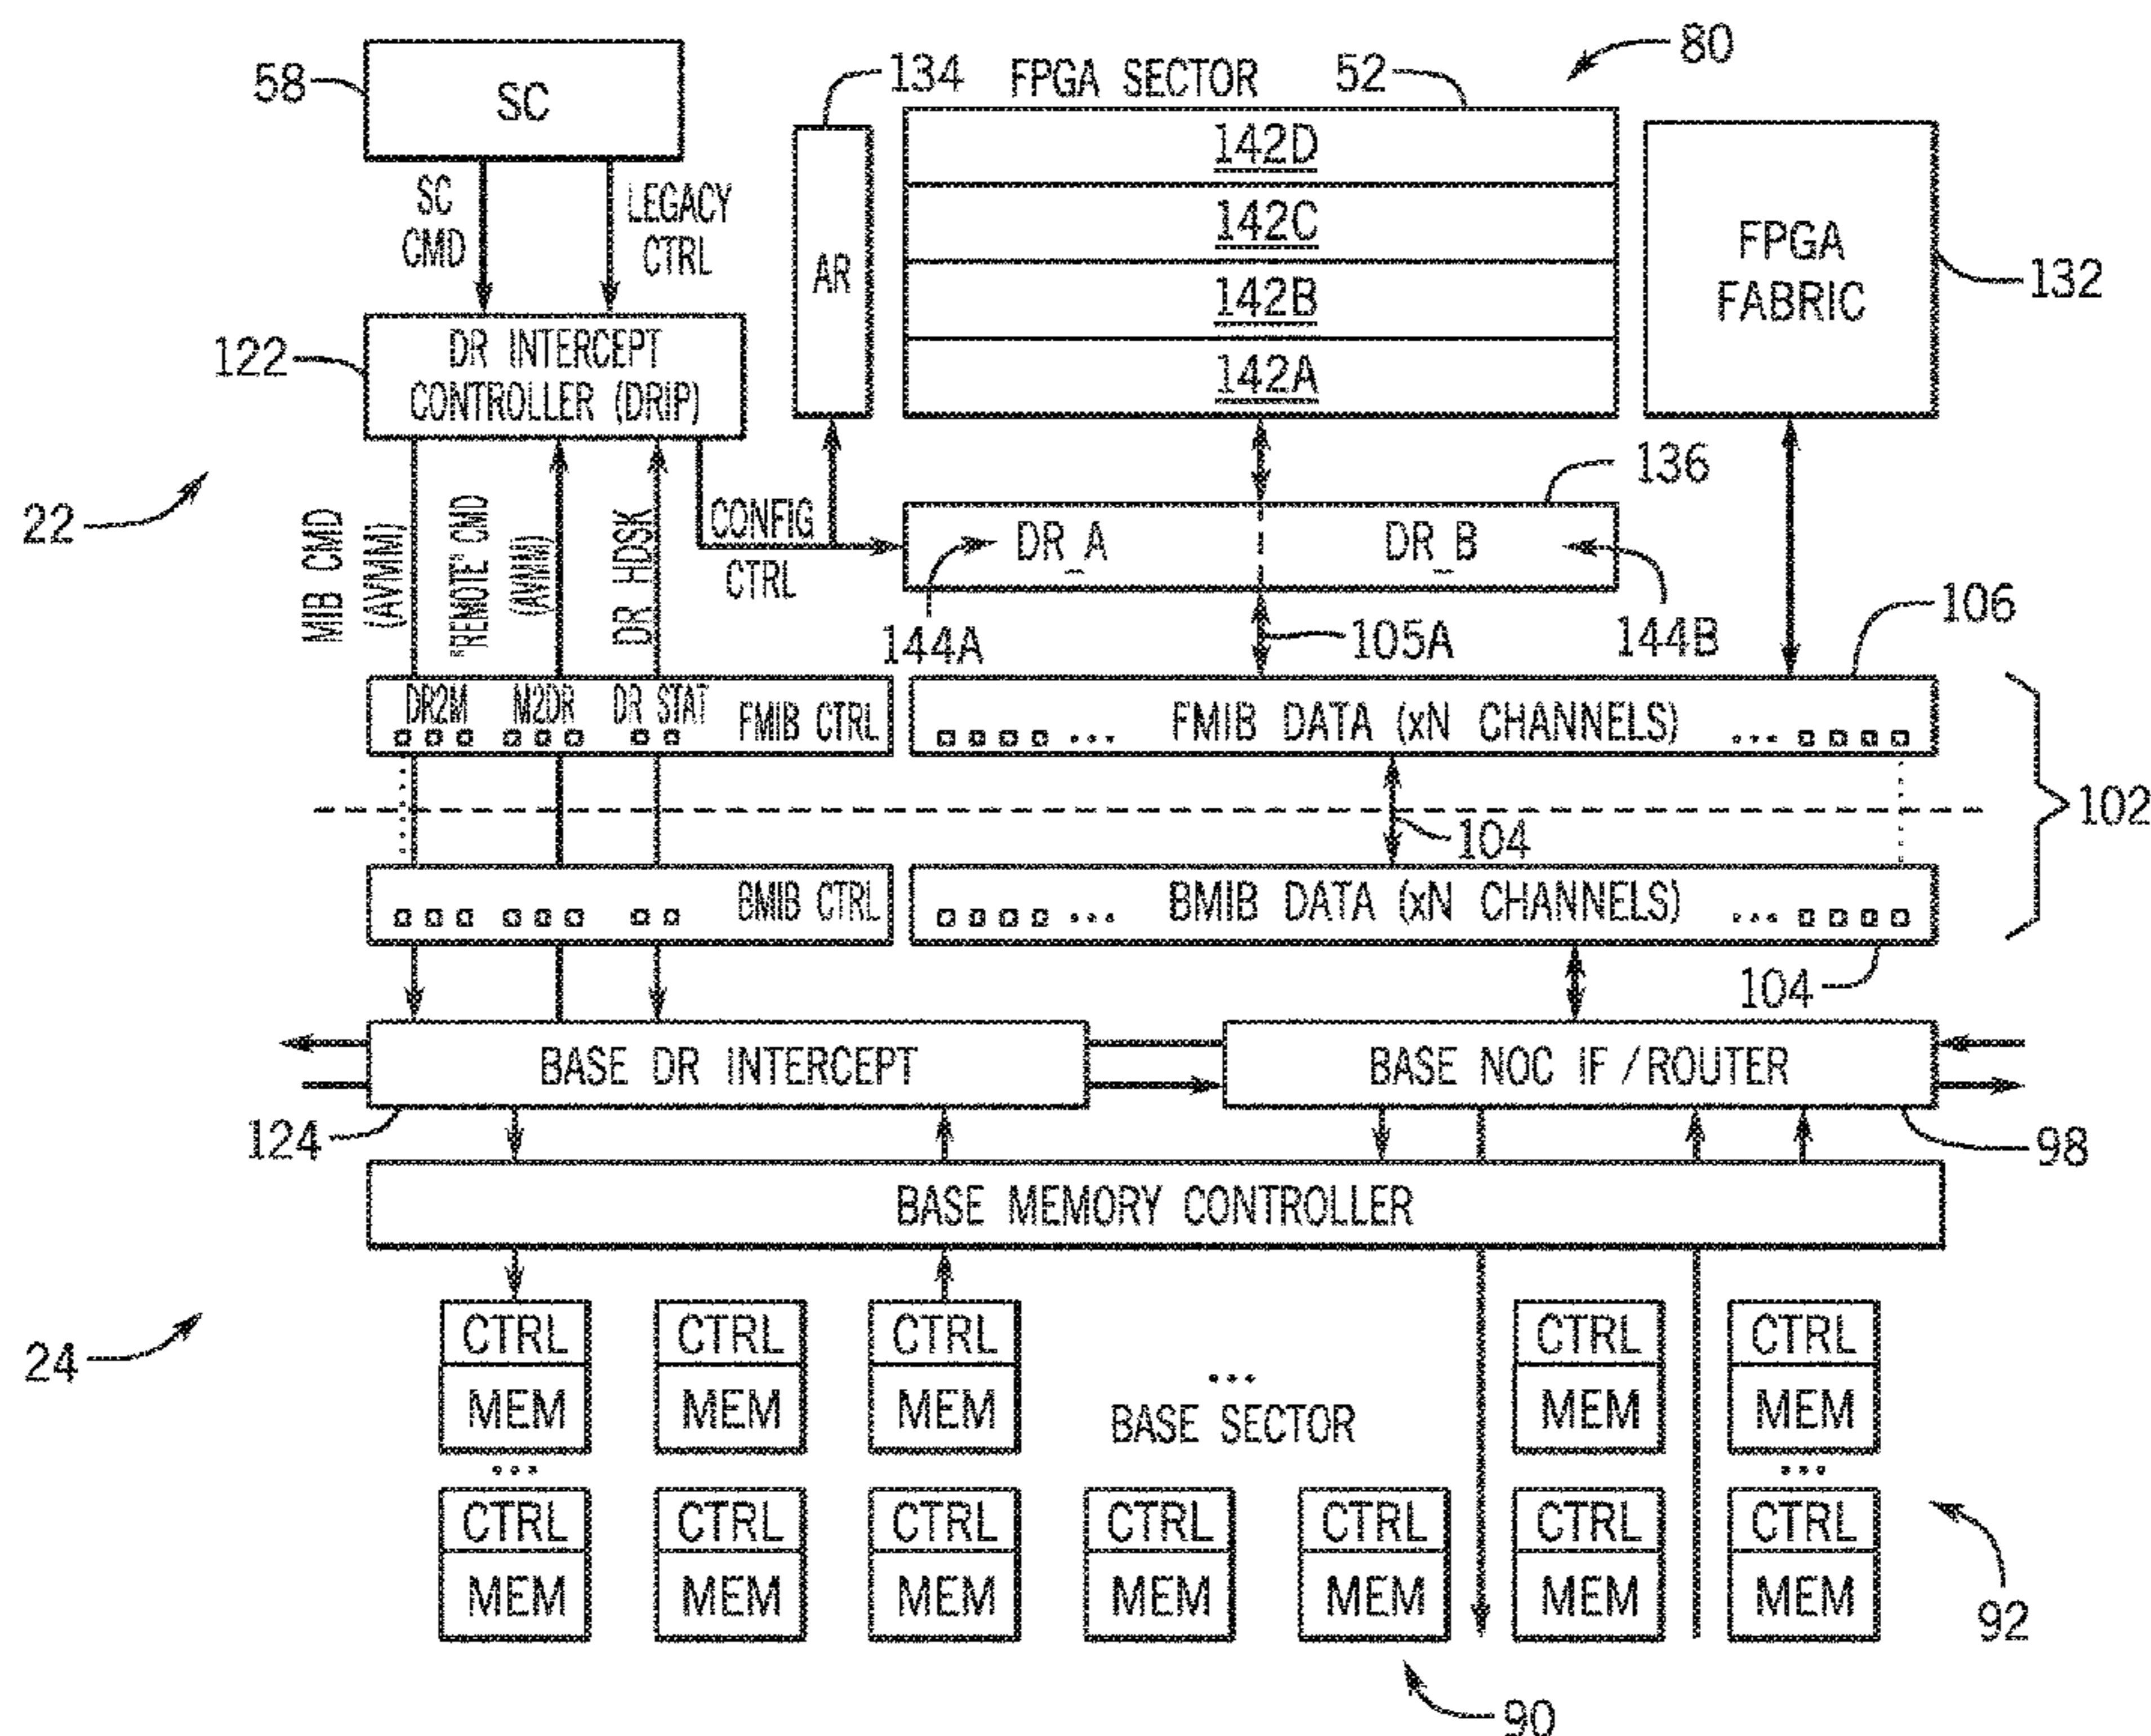 80
58
SC
134
FPGA SECTOR
52
142D
142C
142B
142A
SC
CMD
LEGACY
CTRL
AR
FPGA
FABRIC
132
122
DR INTERCEPT
CONTROLLER (DRIP)
22
MIB CMD
(AVMM)
"REMOTE" CMD
(AVMM)
DR HDSK
CONFIG
CTRL
136
DR_A
DR_B
144A
105A
144B
106
DR2M
M2DR
DR STAT
FMIB CTRL
FMIB DATA (xN CHANNELS)
...
...
102
104
BMIB CTRL
BMIB DATA (xN CHANNELS)
...
...
104
BASE DR INTERCEPT
BASE NOC IF / ROUTER
124
98
BASE MEMORY CONTROLLER
24
CTRL
CTRL
CTRL
CTRL
CTRL
MEM
MEM
MEM
...
MEM
MEM
BASE SECTOR
...
...
CTRL
CTRL
CTRL
CTRL
CTRL
CTRL
CTRL
MEM
MEM
MEM
MEM
MEM
MEM
MEM
92
90